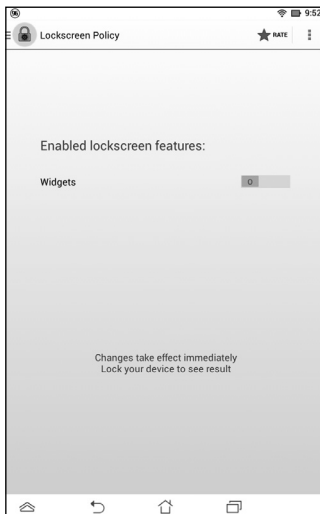 9:52
Lockscreen Policy
RATE
Enabled lockscreen features:
Widgets
O
Changes take effect immediately
Lock your device to see result